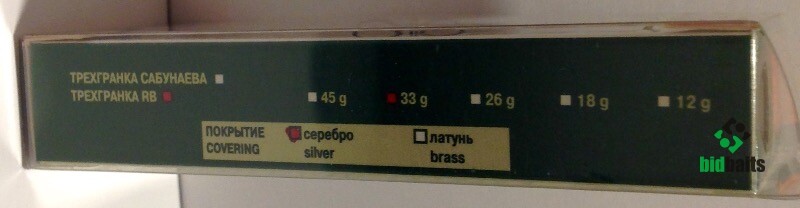 ТРЕХГРАНКА САБУНАЕВА
ТРЕХГРАНКА RB 45 g 33 g 26 g 18 g 12 g
ПОКРЫТИЕ серебро латунь
COVERING silver brass
bidbaits